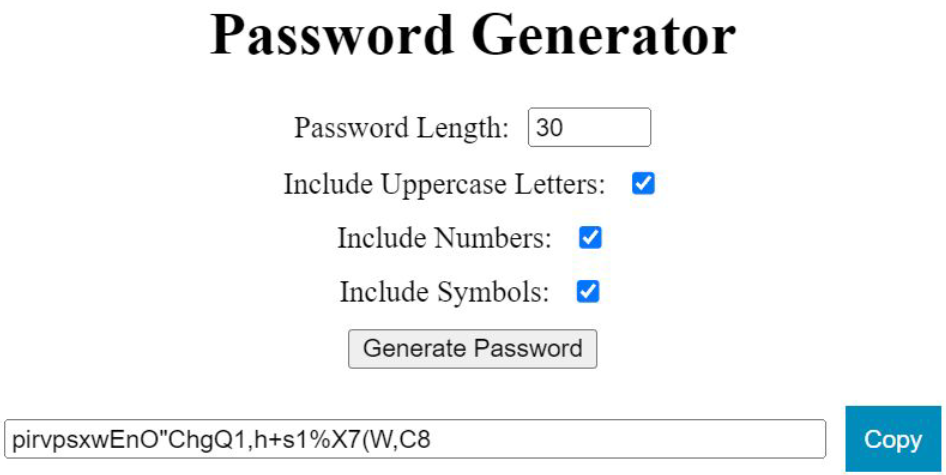 Password Generator
Password Length: 30
Include Uppercase Letters:
Include Numbers:
Include Symbols:
Generate Password
pirvpsxwEnO"ChgQ1,h+s1%X7(W,C8 Copy